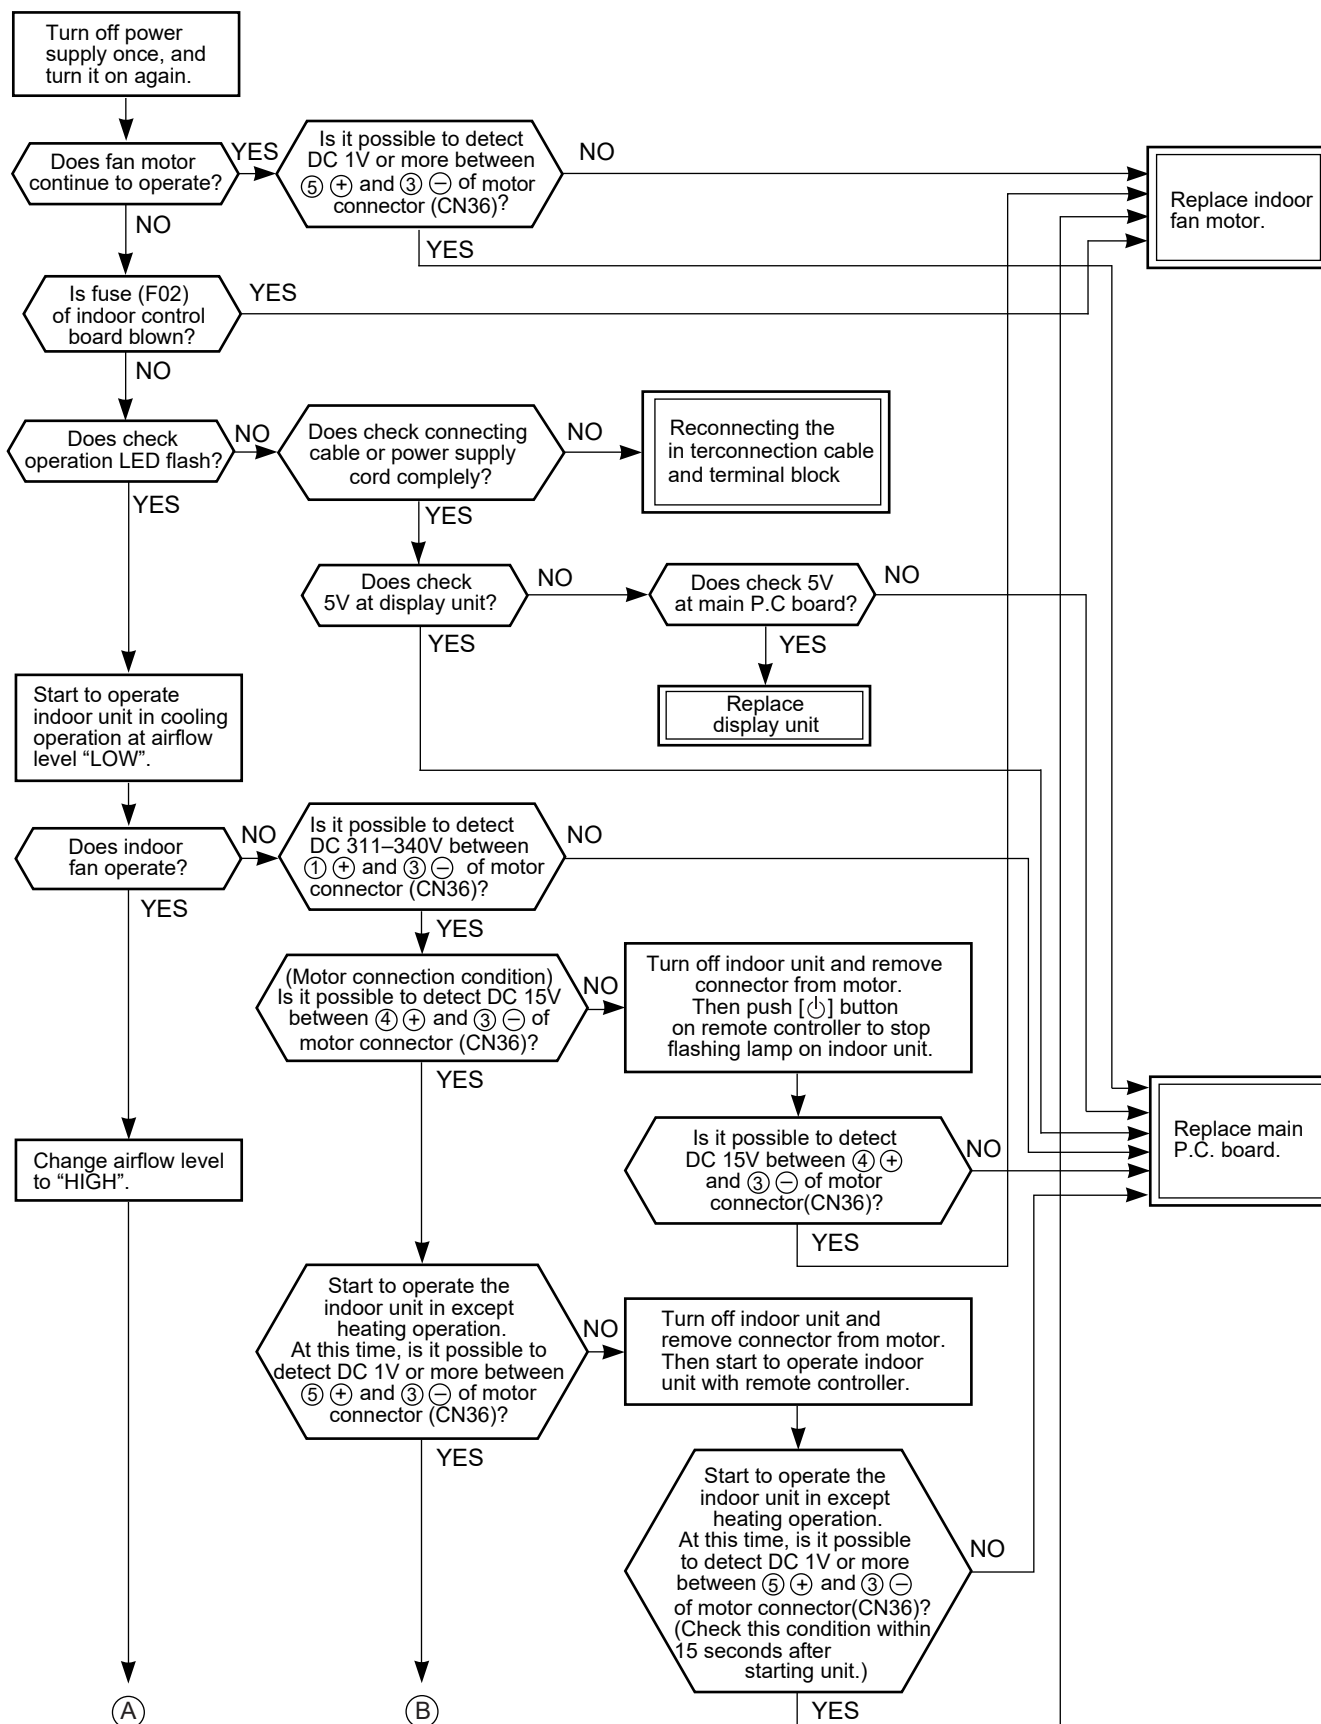 Turn off power
supply once, and
turn it on again.
Does fan motor
continue to operate?
YES
Is it possible to detect
DC 1V or more between
⑤ ⊕ and ③ ⊖ of motor
connector (CN36)?
NO
Replace indoor
fan motor.
NO
YES
Is fuse (F02)
of indoor control
board blown?
YES
NO
Does check
operation LED flash?
NO
Does check connecting
cable or power supply
cord complely?
NO
Reconnecting the
in terconnection cable
and terminal block
YES
YES
Does check
5V at display unit?
NO
Does check 5V
at main P.C board?
NO
YES
YES
Replace
display unit
Start to operate
indoor unit in cooling
operation at airflow
level “LOW”.
Does indoor
fan operate?
NO
Is it possible to detect
DC 311–340V between
① ⊕ and ③ ⊖ of motor
connector (CN36)?
NO
YES
YES
(Motor connection condition)
Is it possible to detect DC 15V
between ④ ⊕ and ③ ⊖ of
motor connector (CN36)?
NO
Turn off indoor unit and remove
connector from motor.
Then push [⏻] button
on remote controller to stop
flashing lamp on indoor unit.
YES
Change airflow level
to “HIGH”.
Is it possible to detect
DC 15V between ④ ⊕
and ③ ⊖ of motor
connector(CN36)?
NO
Replace main
P.C. board.
YES
Start to operate the
indoor unit in except
heating operation.
At this time, is it possible to
detect DC 1V or more between
⑤ ⊕ and ③ ⊖ of motor
connector (CN36)?
NO
Turn off indoor unit and
remove connector from motor.
Then start to operate indoor
unit with remote controller.
YES
Start to operate the
indoor unit in except
heating operation.
At this time, is it possible
to detect DC 1V or more
between ⑤ ⊕ and ③ ⊖
of motor connector(CN36)?
(Check this condition within
15 seconds after
starting unit.)
NO
YES
Ⓐ
Ⓑ